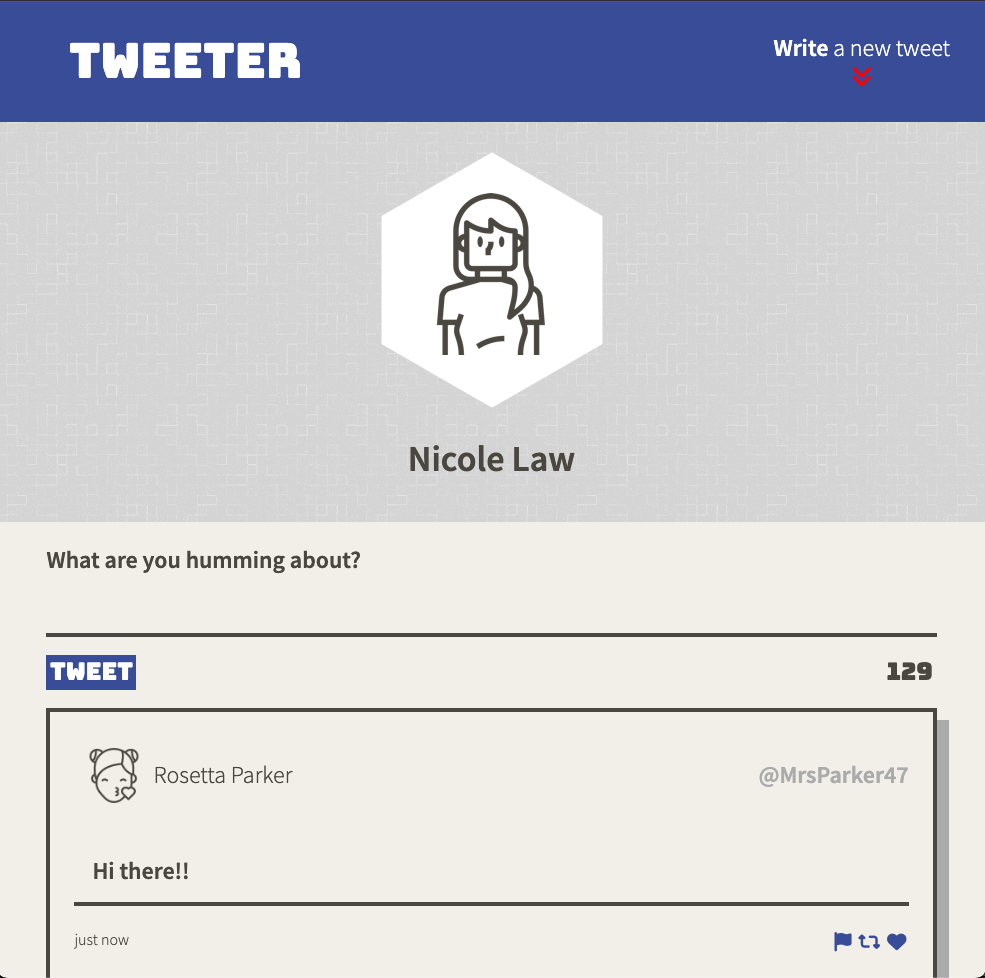 TWEETER
Write a new tweet
Nicole Law
What are you humming about?
TWEET
129
Rosetta Parker
@MrsParker47
Hi there!!
just now